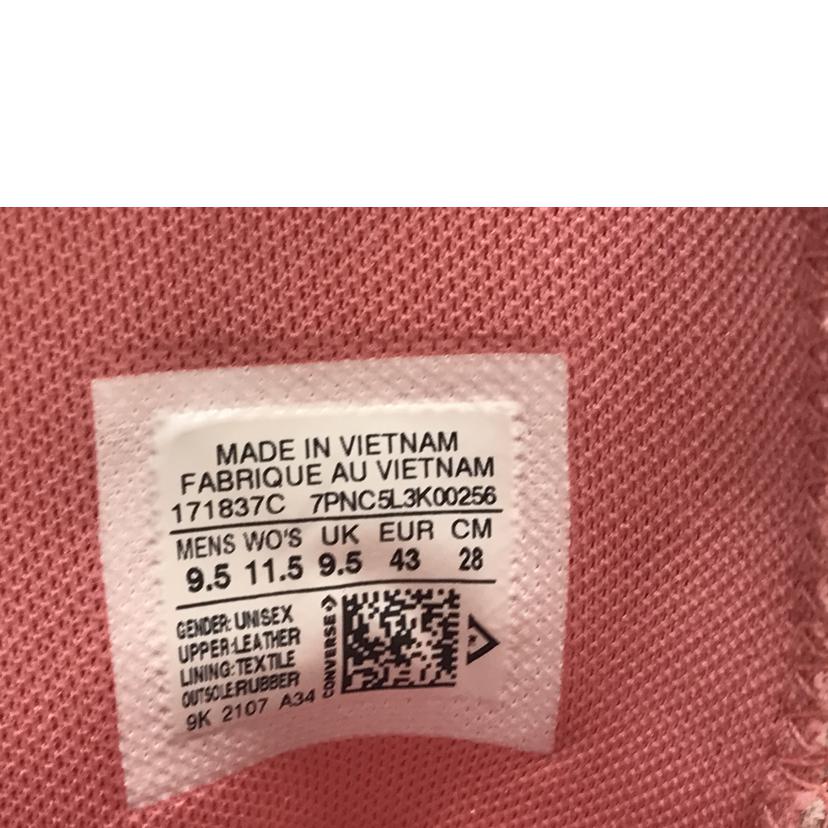 MADE IN VIETNAM
FABRIQUE AU VIETNAM
171837C 7PNC5L3K00256
MENS WO'S UK EUR CM
9.5 11.5 9.5 43 28
GENDER: UNISEX
UPPER:LEATHER
LINING:TEXTILE
OUTSOLE:RUBBER
9K 2107 A34
CONVERSE